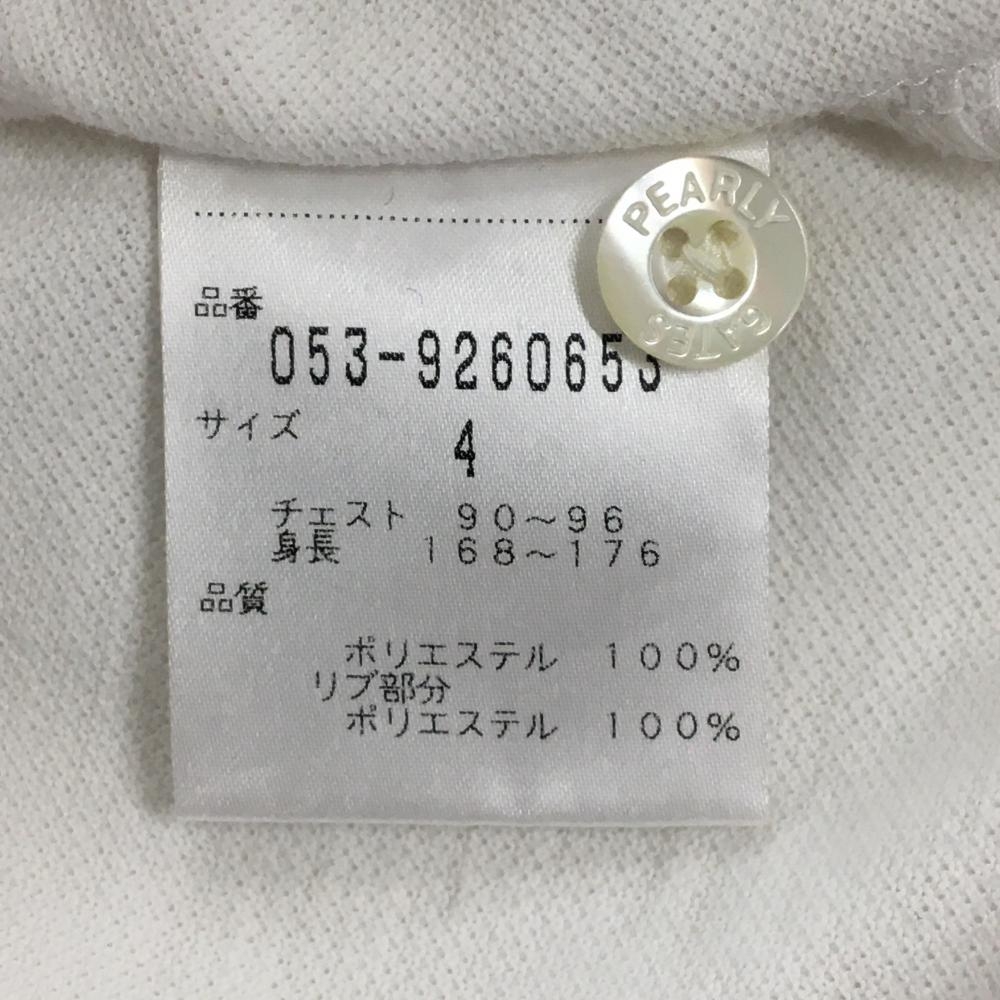 PEARLY
GATES
品番
053-9260653
サイズ
4
チェスト 90～96
身長 168～176
品質
ポリエステル 100%
リブ部分
ポリエステル 100%